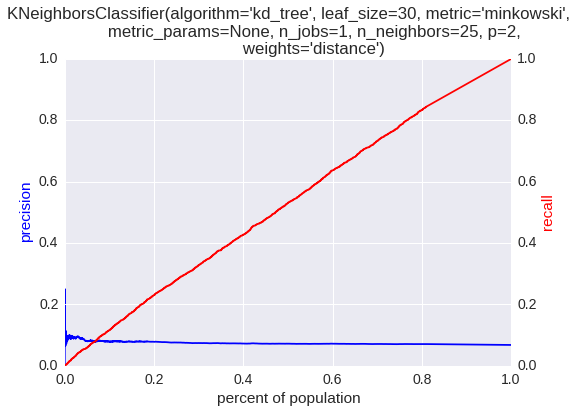 KNeighborsClassifier(algorithm='kd_tree', leaf_size=30, metric='minkowski',
metric_params=None, n_jobs=1, n_neighbors=25, p=2,
weights='distance')
1.0 1.0
0.8 0.8
0.6 0.6
precision recall
0.4 0.4
0.2 0.2
0.0 0.0
0.0 0.2 0.4 0.6 0.8 1.0
percent of population